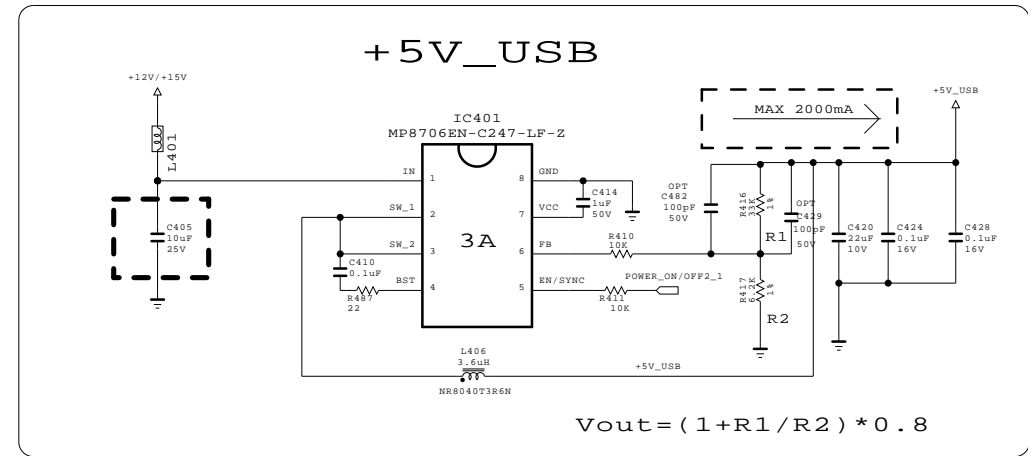 +5V_USB
+12V/+15V
L401
C405
10uF
25V
IC401
MP8706EN-C247-LF-Z
3A
IN
1
SW_1
2
SW_2
3
BST
4
8
GND
7
VCC
6
FB
5
EN/SYNC
C410
0.1uF
R487
22
C414
1uF
50V
R410
10K
R411
10K
POWER_ON/OFF2_1
MAX 2000mA
+5V_USB
OPT
C482
100pF
50V
R416
33K
1%
R1
OPT
C429
100pF
50V
R417
6.2K
1%
R2
C420
22uF
10V
C424
0.1uF
16V
C428
0.1uF
16V
L406
3.6uH
NR8040T3R6N
+5V_USB
Vout=(1+R1/R2)*0.8